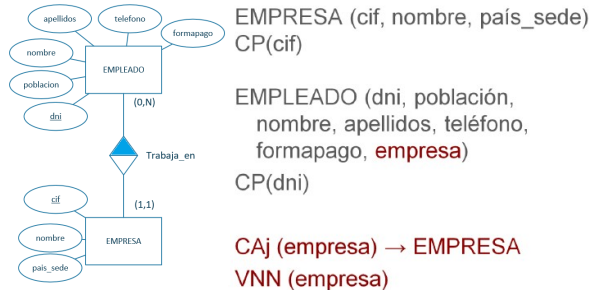 apellidos
telefono
formapago
nombre
EMPLEADO
poblacion
dni
(0,N)
Trabaja_en
cif
(1,1)
nombre
EMPRESA
pais_sede
EMPRESA (cif, nombre, país_sede)
CP(cif)
EMPLEADO (dni, población,
nombre, apellidos, teléfono,
formapago, empresa)
CP(dni)
CAj (empresa) → EMPRESA
VNN (empresa)